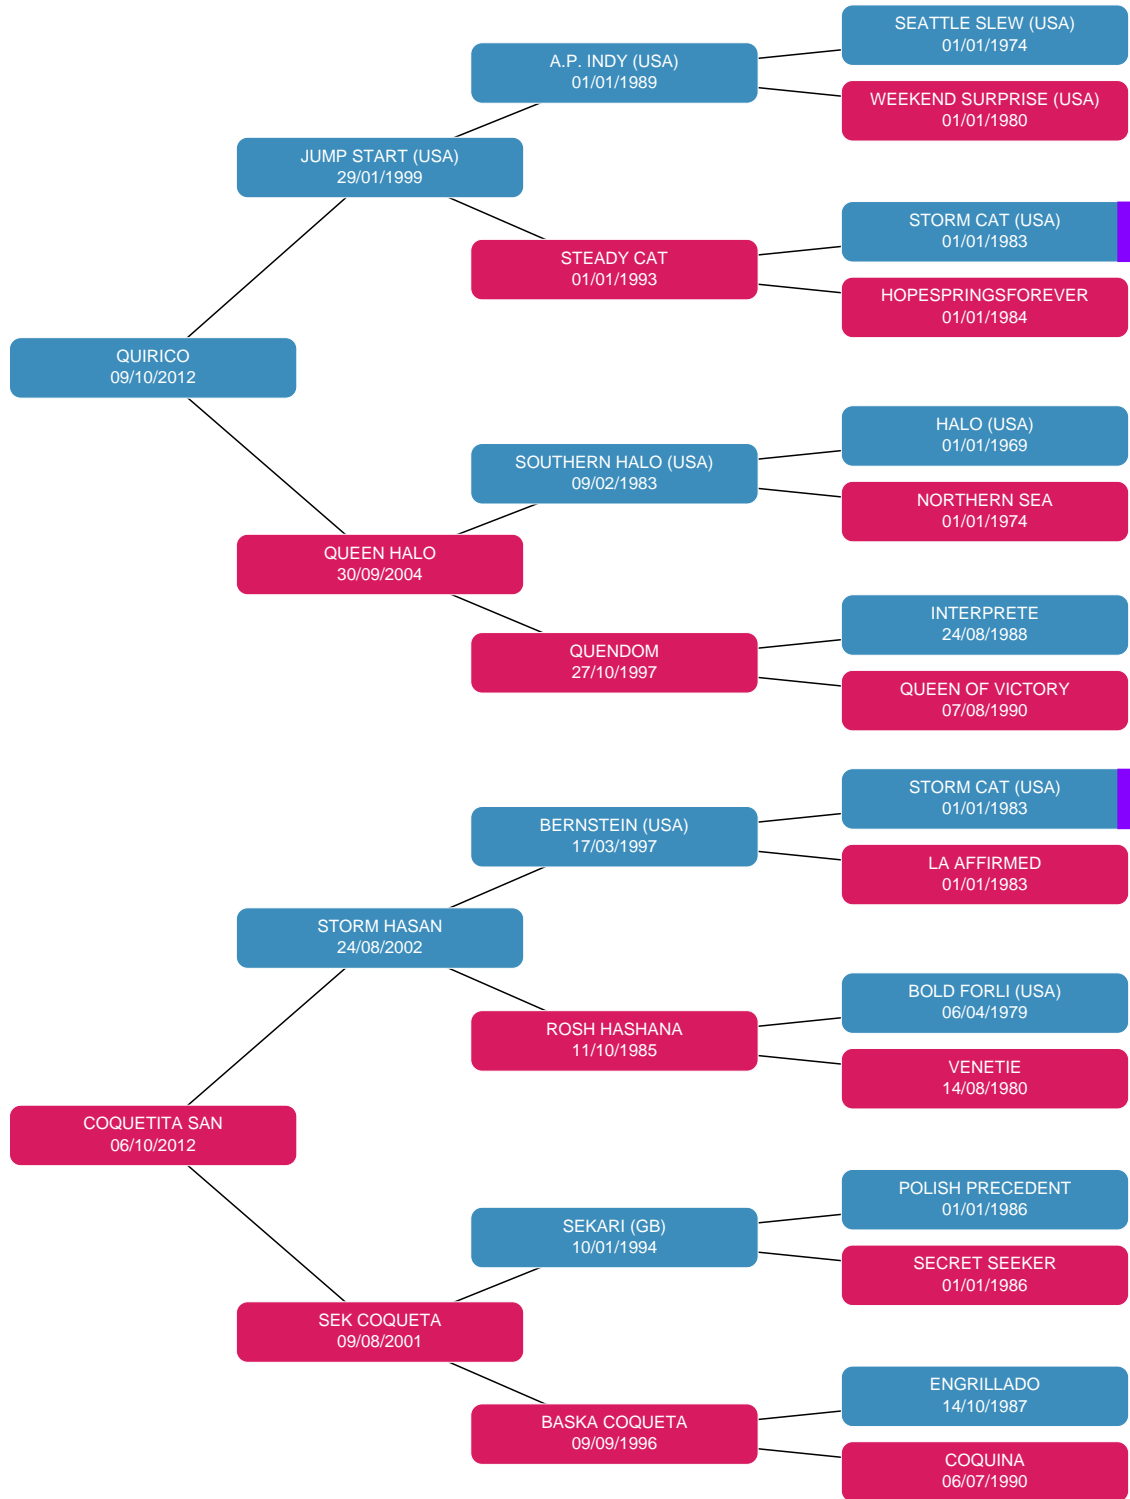 SEATTLE SLEW (USA)
01/01/1974
A.P. INDY (USA)
01/01/1989
WEEKEND SURPRISE (USA)
01/01/1980
JUMP START (USA)
29/01/1999
STORM CAT (USA)
01/01/1983
STEADY CAT
01/01/1993
HOPESPRINGSFOREVER
01/01/1984
QUIRICO
09/10/2012
HALO (USA)
01/01/1969
SOUTHERN HALO (USA)
09/02/1983
NORTHERN SEA
01/01/1974
QUEEN HALO
30/09/2004
INTERPRETE
24/08/1988
QUENDOM
27/10/1997
QUEEN OF VICTORY
07/08/1990
STORM CAT (USA)
01/01/1983
BERNSTEIN (USA)
17/03/1997
LA AFFIRMED
01/01/1983
STORM HASAN
24/08/2002
BOLD FORLI (USA)
06/04/1979
ROSH HASHANA
11/10/1985
VENETIE
14/08/1980
COQUETITA SAN
06/10/2012
POLISH PRECEDENT
01/01/1986
SEKARI (GB)
10/01/1994
SECRET SEEKER
01/01/1986
SEK COQUETA
09/08/2001
ENGRILLADO
14/10/1987
BASKA COQUETA
09/09/1996
COQUINA
06/07/1990